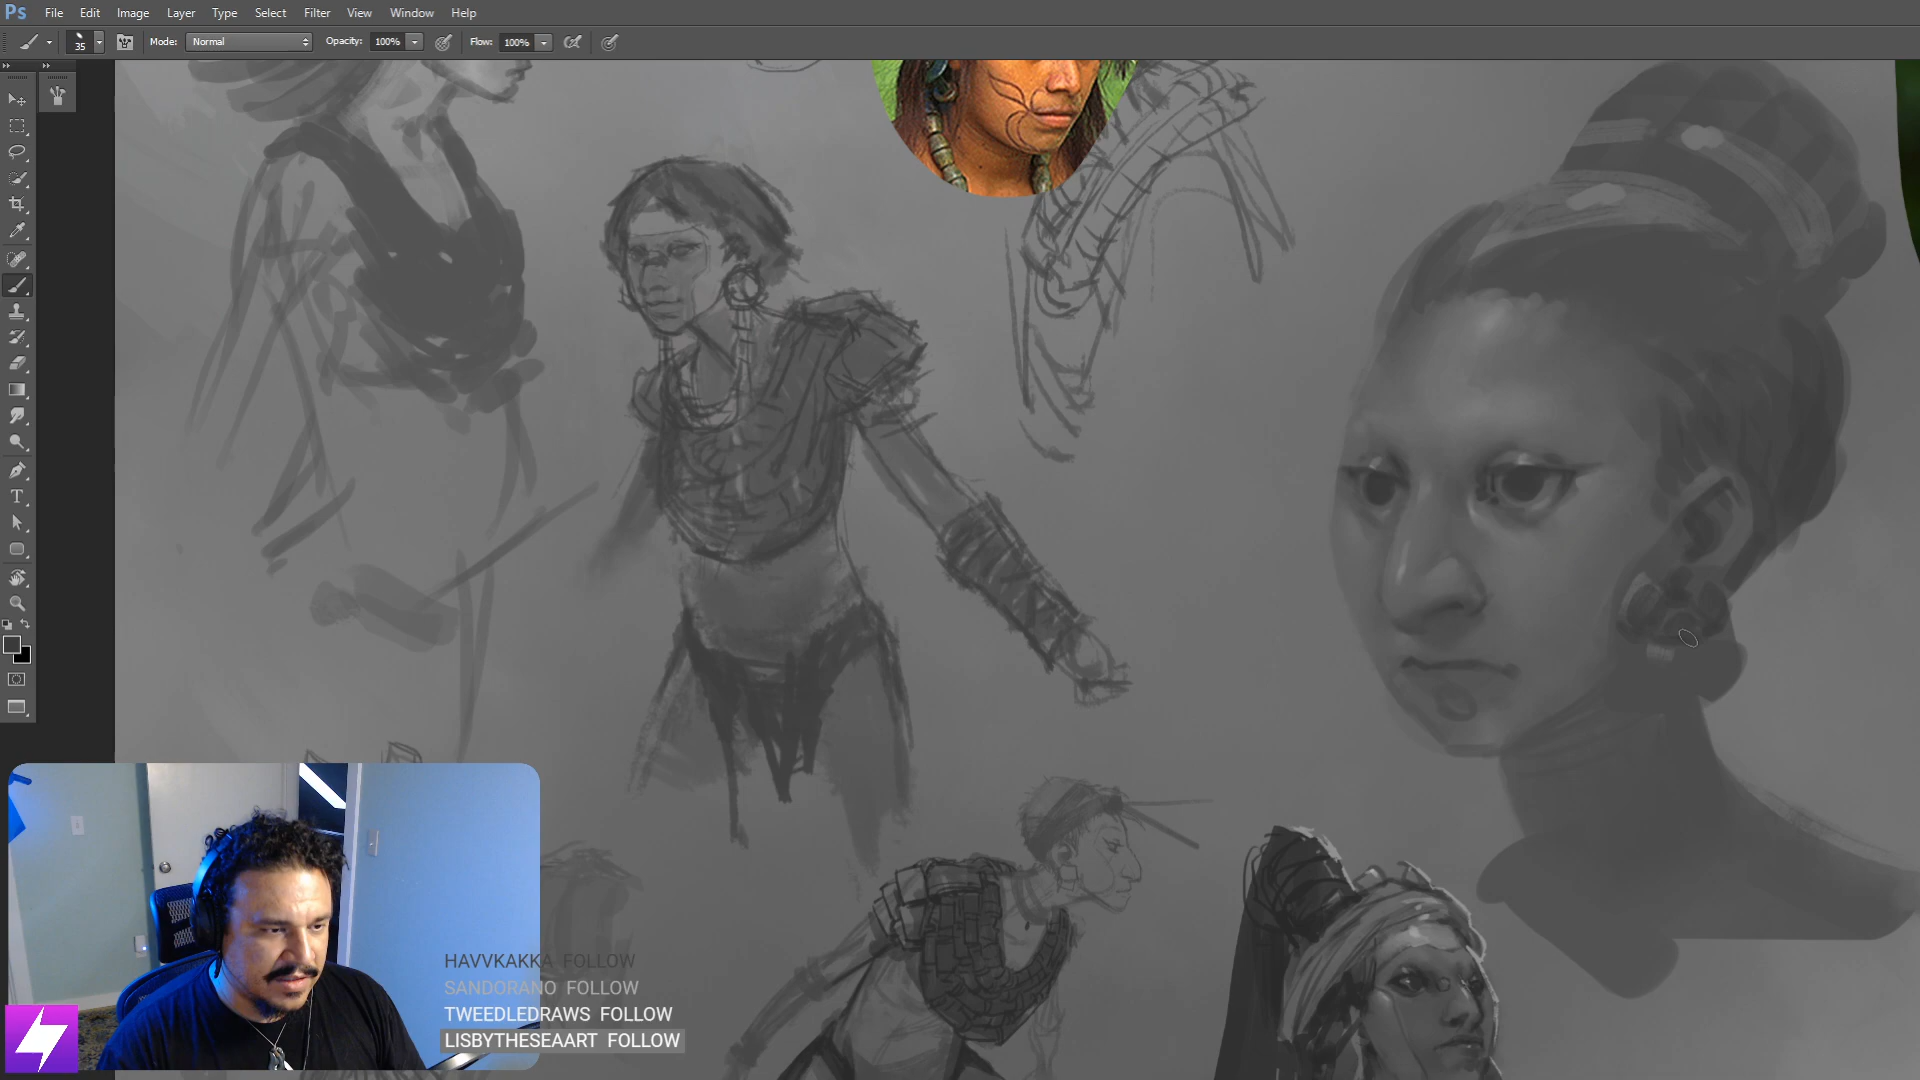 Ps File Edit Image Layer Type Select Filter View Window Help
35 Mode: Normal Opacity: 100% Flow: 100%
T
HAVVKAKKA FOLLOW
SANDORANO FOLLOW
TWEEDLEDRAWS FOLLOW
LISBYTHESEAART FOLLOW